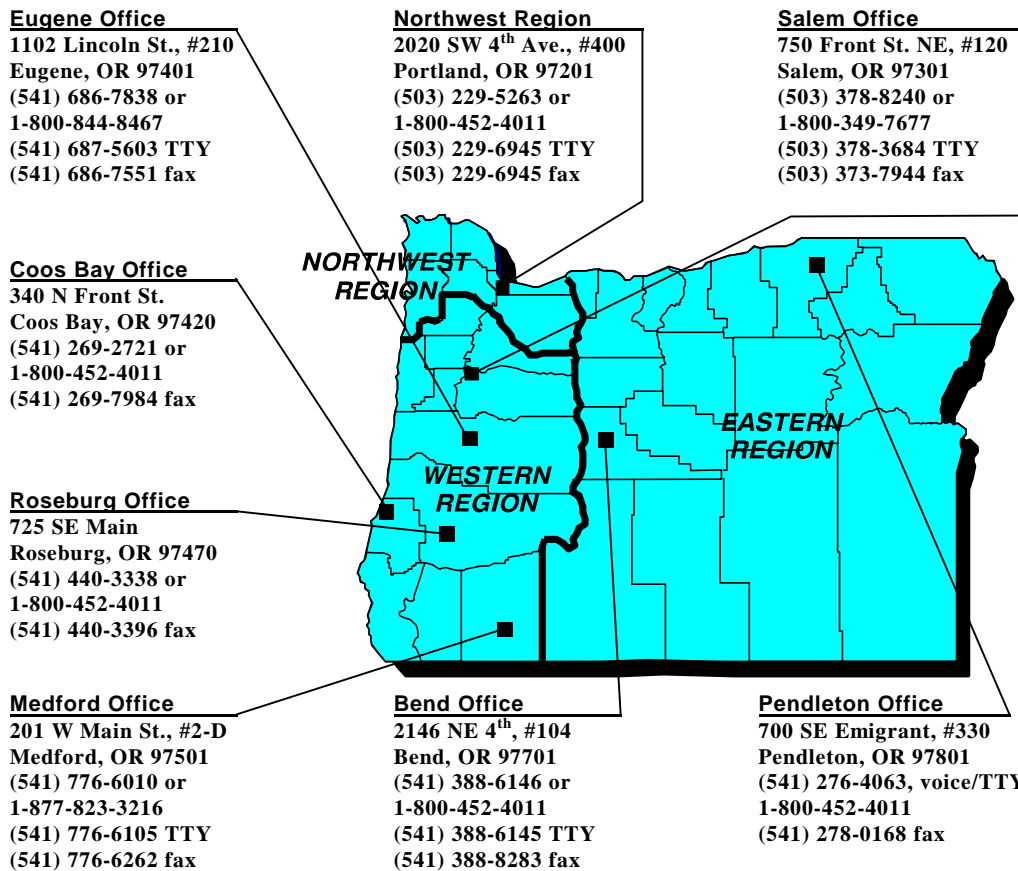 Eugene Office
1102 Lincoln St., #210
Eugene, OR 97401
(541) 686-7838 or
1-800-844-8467
(541) 687-5603 TTY
(541) 686-7551 fax
Northwest Region
2020 SW 4th Ave., #400
Portland, OR 97201
(503) 229-5263 or
1-800-452-4011
(503) 229-6945 TTY
(503) 229-6945 fax
Salem Office
750 Front St. NE, #120
Salem, OR 97301
(503) 378-8240 or
1-800-349-7677
(503) 378-3684 TTY
(503) 373-7944 fax
Coos Bay Office
340 N Front St.
Coos Bay, OR 97420
(541) 269-2721 or
1-800-452-4011
(541) 269-7984 fax
NORTHWEST
REGION
EASTERN
REGION
WESTERN
REGION
Roseburg Office
725 SE Main
Roseburg, OR 97470
(541) 440-3338 or
1-800-452-4011
(541) 440-3396 fax
Medford Office
201 W Main St., #2-D
Medford, OR 97501
(541) 776-6010 or
1-877-823-3216
(541) 776-6105 TTY
(541) 776-6262 fax
Bend Office
2146 NE 4th, #104
Bend, OR 97701
(541) 388-6146 or
1-800-452-4011
(541) 388-6145 TTY
(541) 388-8283 fax
Pendleton Office
700 SE Emigrant, #330
Pendleton, OR 97801
(541) 276-4063, voice/TTY
1-800-452-4011
(541) 278-0168 fax